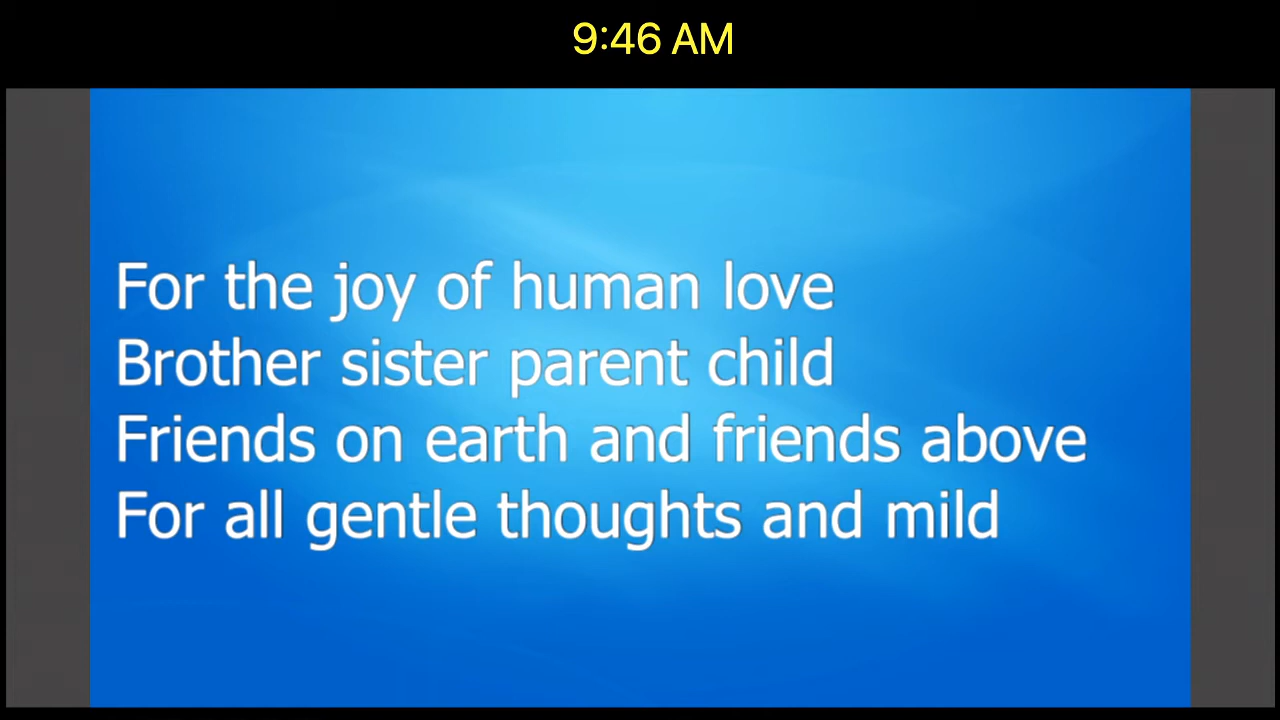 9:46 AM
For the joy of human love
Brother sister parent child
Friends on earth and friends above
For all gentle thoughts and mild